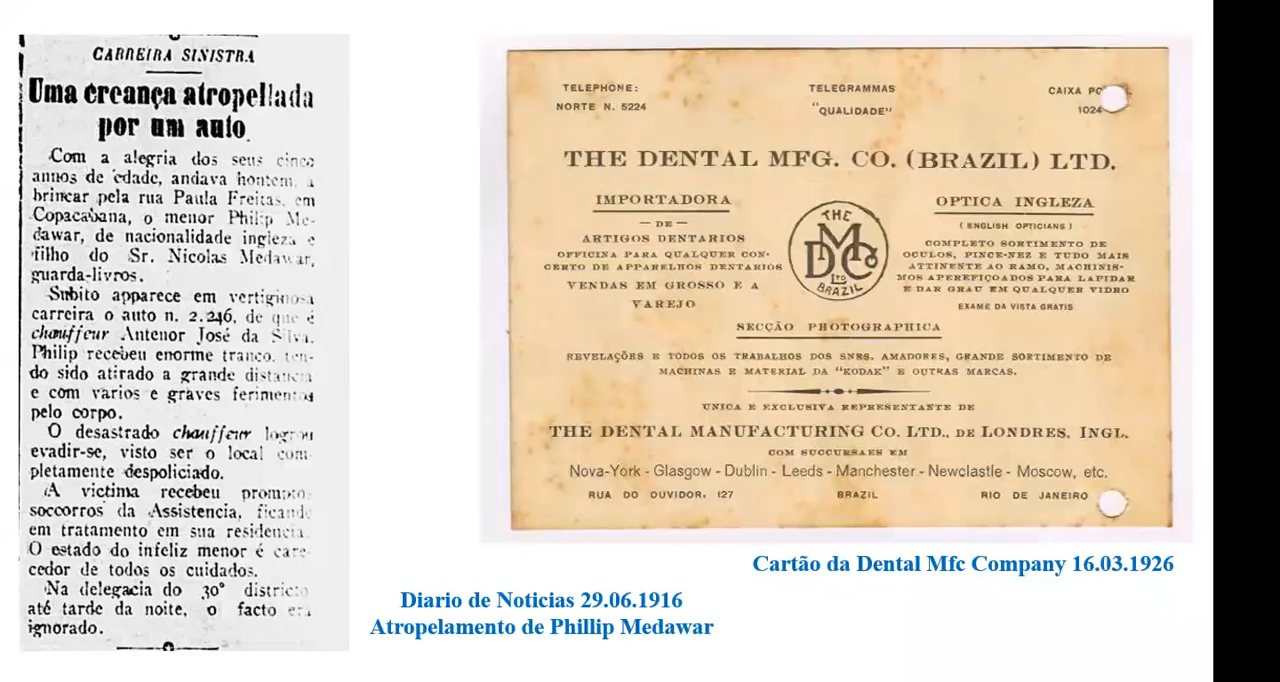 CARREIRA SINISTRA
Uma creança atropellada
por um auto
Com a alegria dos seus cinco
annos de edade, andava hontem, a
brincar pela rua Paula Freitas, em
Copacabana, o menor Philip Me-
dawar, de nacionalidade ingleza e
filho do Sr. Nicolas Medawar,
guarda-livros.
Subito apparece em vertiginosa
carreira o auto n. 2.246, de que é
chauffeur Antenor José da Silva.
Philip recebeu enorme tranco, ten-
do sido atirado a grande distancia
e com varios e graves ferimentos
pelo corpo.
O desastrado chauffeur logrou
evadir-se, visto ser o local com-
pletamente despoliciado.
A victima recebeu promptos
soccorros da Assistencia, ficando
em tratamento em sua residencia.
O estado do infeliz menor é care-
cedor de todos os cuidados.
Na delegacia do 30° districto
até tarde da noite, o facto era
ignorado.
TELEPHONE:
NORTE N. 5224
TELEGRAMMAS
"QUALIDADE"
CAIXA
1024
THE DENTAL MFG. CO. (BRAZIL) LTD.
IMPORTADORA
— DE —
ARTIGOS DENTARIOS
OFFICINA PARA QUALQUER CON-
CERTO DE APPARELHOS DENTARIOS
VENDAS EM GROSSO E A
VAREJO
THE
DMC
LTD
BRAZIL
OPTICA INGLEZA
( ENGLISH OPTICIANS )
COMPLETO SORTIMENTO DE
OCULOS, PINCE-NEZ E TUDO MAIS
ATTINENTE AO RAMO, MACHINIS-
MOS APEREFIÇOADOS PARA LAPIDAR
E DAR GRAU EM QUALQUER VIDRO
EXAME DA VISTA GRATIS
SECÇÃO PHOTOGRAPHICA
REVELAÇÕES E TODOS OS TRABALHOS DOS SNRS. AMADORES, GRANDE SORTIMENTO DE
MACHINAS E MATERIAL DA "KODAK" E OUTRAS MARCAS.
UNICA E EXCLUSIVA REPRESENTANTE DE
THE DENTAL MANUFACTURING CO. LTD., DE LONDRES, INGL.
COM SUCCURSAES EM
Nova-York - Glasgow - Dublin - Leeds - Manchester - Newclastle - Moscow, etc.
RUA DO OUVIDOR, 127 BRAZIL RIO DE JANEIRO
Cartão da Dental Mfc Company 16.03.1926
Diario de Noticias 29.06.1916
Atropelamento de Phillip Medawar